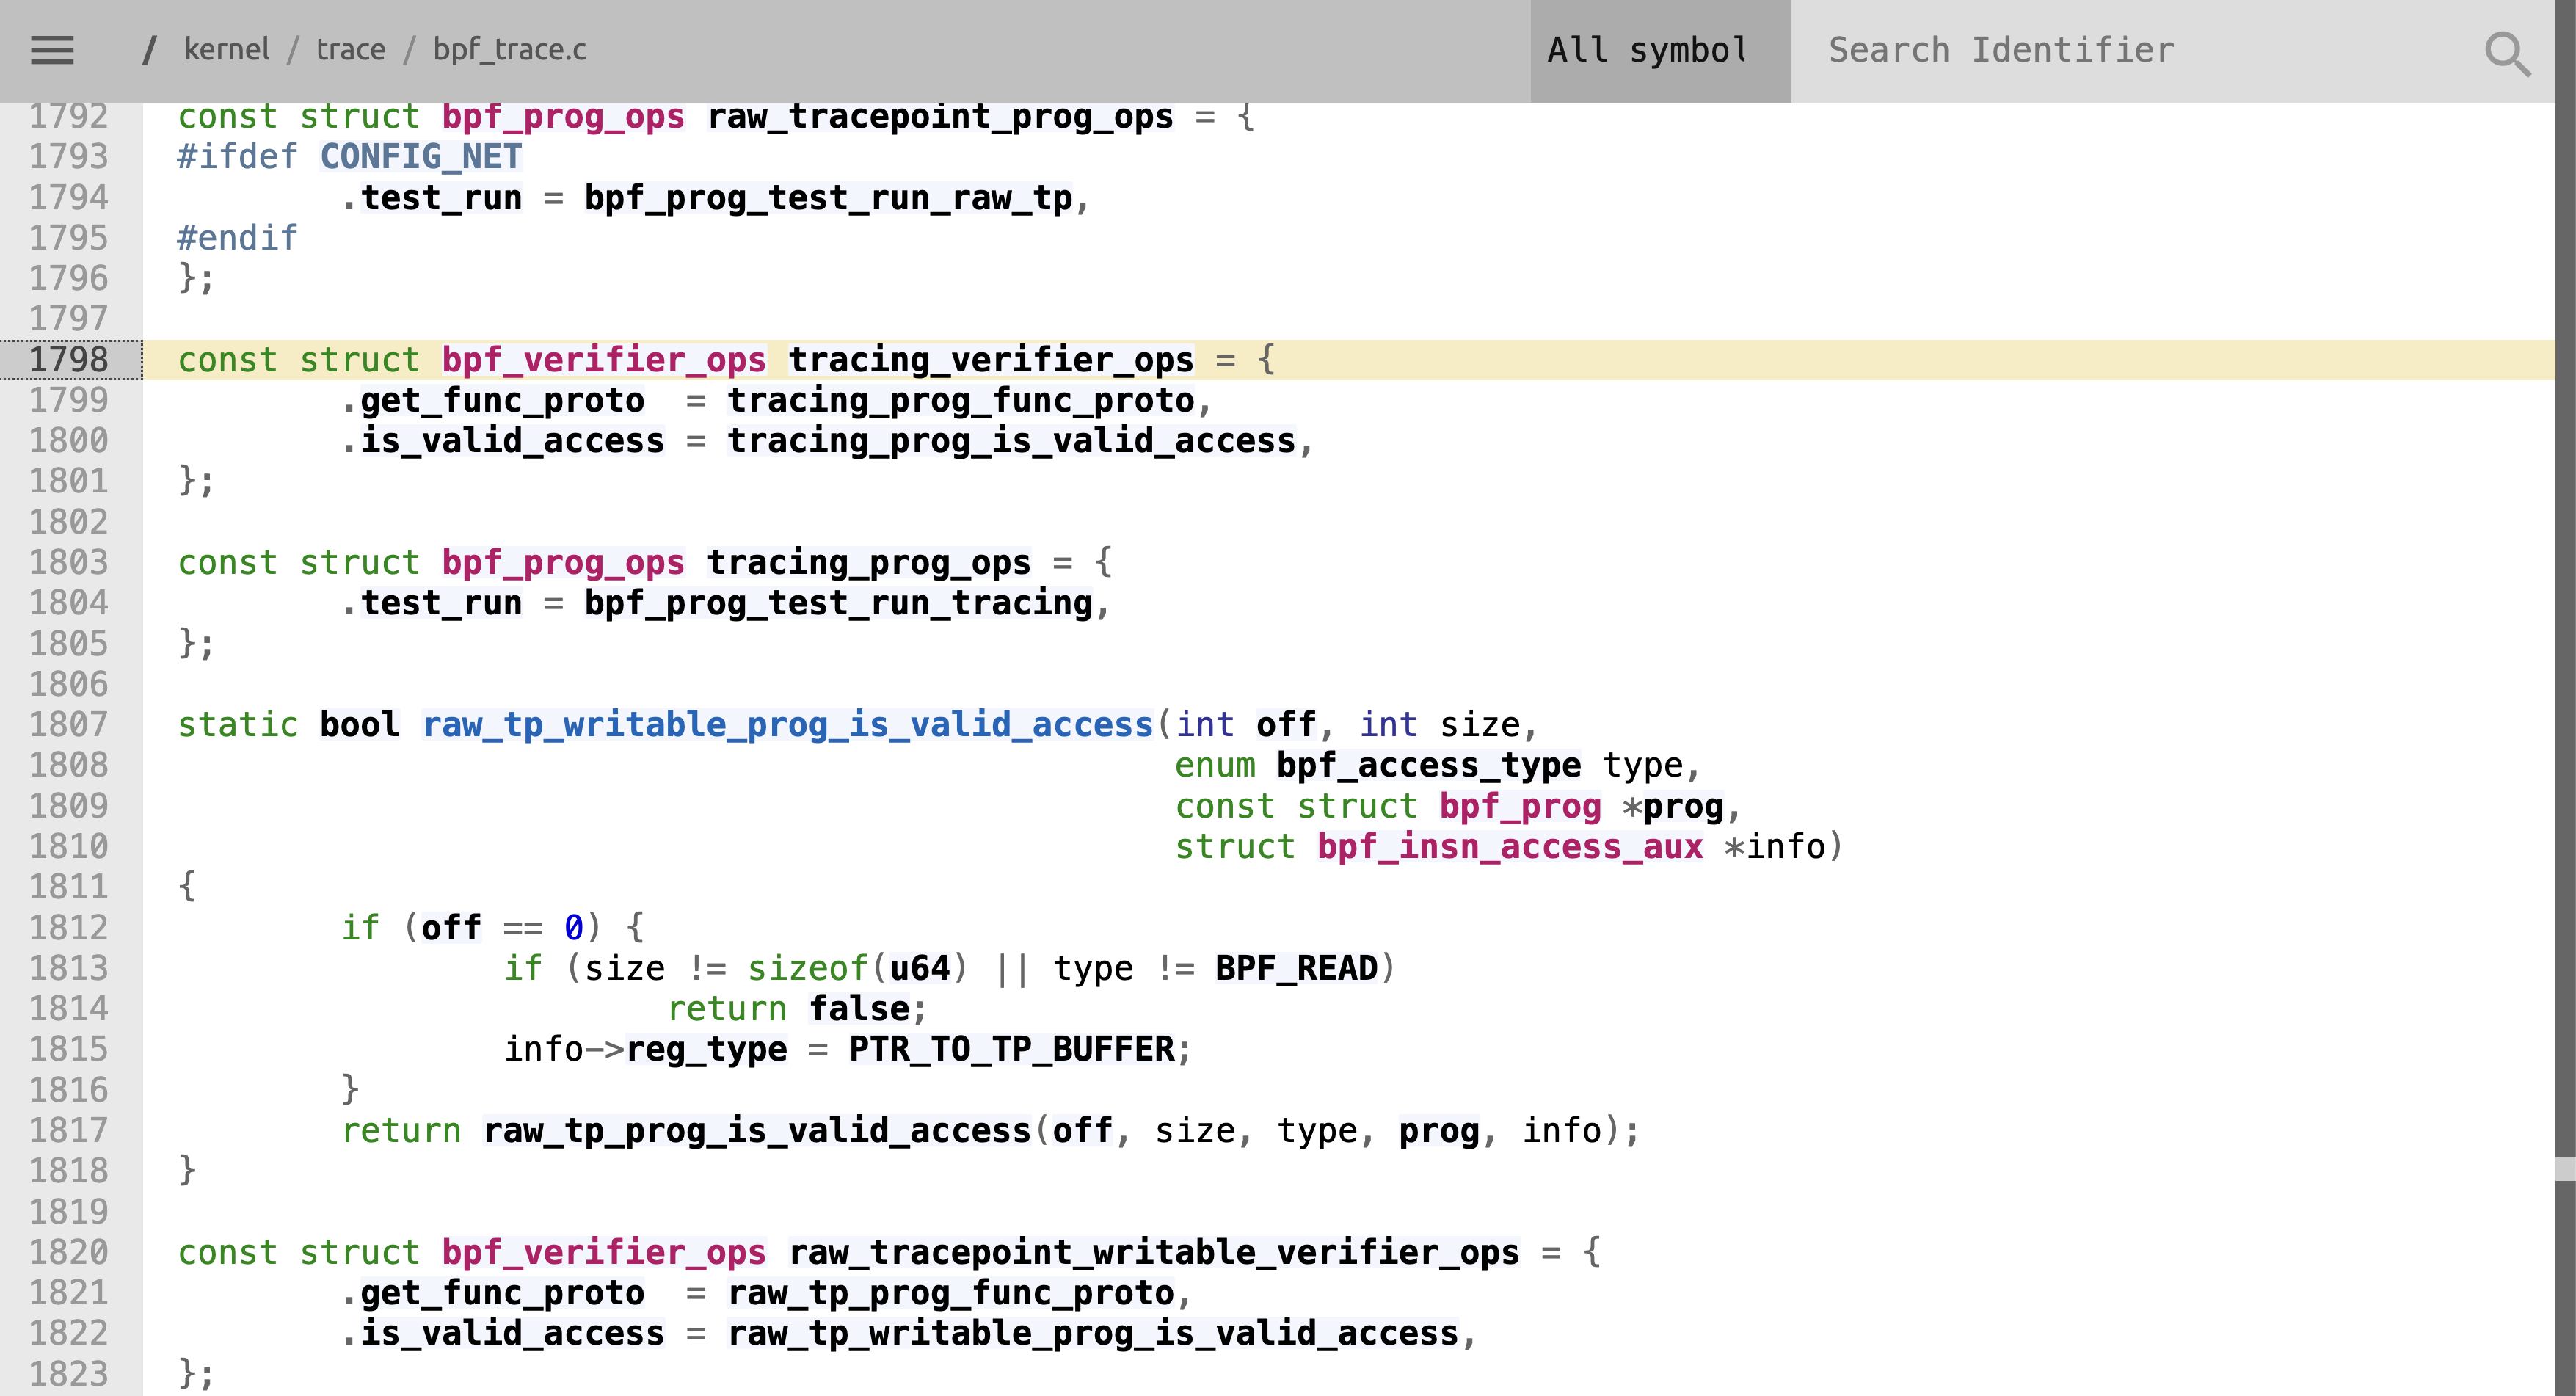 / kernel / trace / bpf_trace.c All symbol Search Identifier
1792 const struct bpf_prog_ops raw_tracepoint_prog_ops = {
1793 #ifdef CONFIG_NET
1794 .test_run = bpf_prog_test_run_raw_tp,
1795 #endif
1796 };
1797
1798 const struct bpf_verifier_ops tracing_verifier_ops = {
1799 .get_func_proto  = tracing_prog_func_proto,
1800 .is_valid_access = tracing_prog_is_valid_access,
1801 };
1802
1803 const struct bpf_prog_ops tracing_prog_ops = {
1804 .test_run = bpf_prog_test_run_tracing,
1805 };
1806
1807 static bool raw_tp_writable_prog_is_valid_access(int off, int size,
1808 enum bpf_access_type type,
1809 const struct bpf_prog *prog,
1810 struct bpf_insn_access_aux *info)
1811 {
1812 if (off == 0) {
1813 if (size != sizeof(u64) || type != BPF_READ)
1814 return false;
1815 info->reg_type = PTR_TO_TP_BUFFER;
1816 }
1817 return raw_tp_prog_is_valid_access(off, size, type, prog, info);
1818 }
1819
1820 const struct bpf_verifier_ops raw_tracepoint_writable_verifier_ops = {
1821 .get_func_proto  = raw_tp_prog_func_proto,
1822 .is_valid_access = raw_tp_writable_prog_is_valid_access,
1823 };